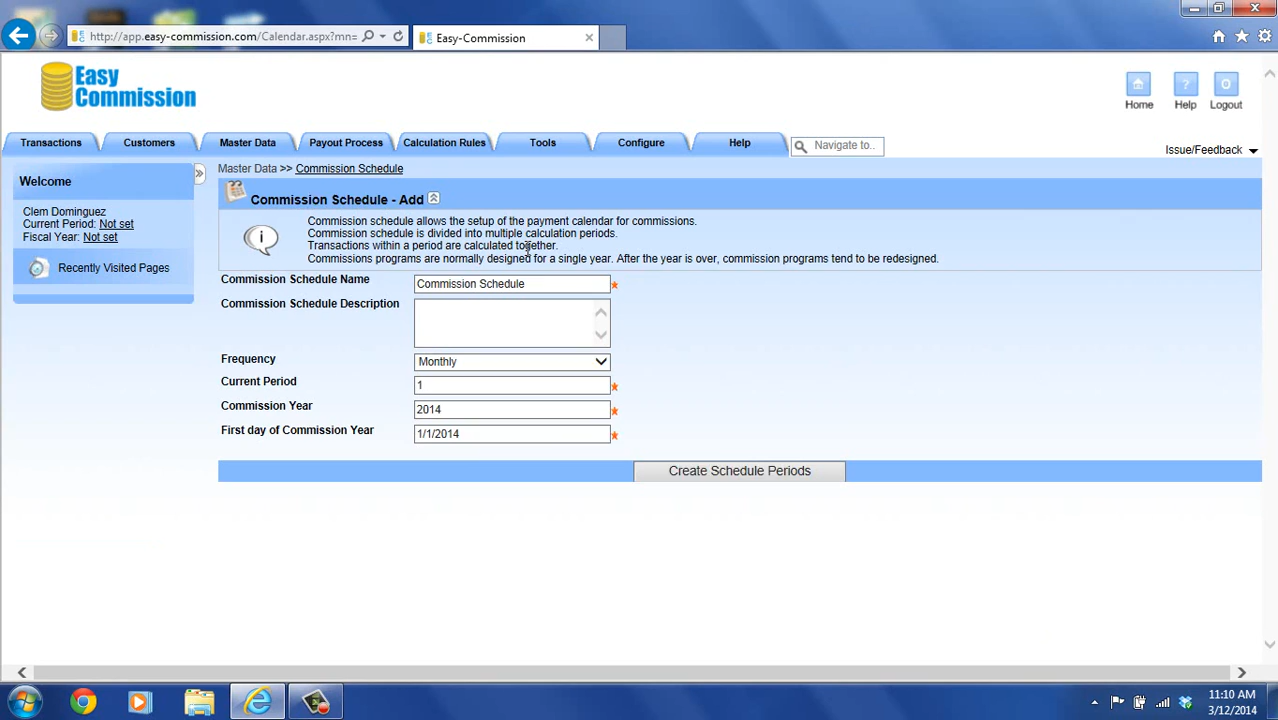 http://app.easy-commission.com/Calendar.aspx?mn=
Easy-Commission
Easy
Commission
Home
Help
Logout
Transactions
Customers
Master Data
Payout Process
Calculation Rules
Tools
Configure
Help
Navigate to..
Issue/Feedback
Welcome
Clem Dominguez
Current Period: Not set
Fiscal Year: Not set
Recently Visited Pages
Master Data >> Commission Schedule
Commission Schedule - Add
Commission schedule allows the setup of the payment calendar for commissions.
Commission schedule is divided into multiple calculation periods.
Transactions within a period are calculated together.
Commissions programs are normally designed for a single year. After the year is over, commission programs tend to be redesigned.
Commission Schedule Name
Commission Schedule
Commission Schedule Description
Frequency
Monthly
Current Period
1
Commission Year
2014
First day of Commission Year
1/1/2014
Create Schedule Periods
11:10 AM
3/12/2014